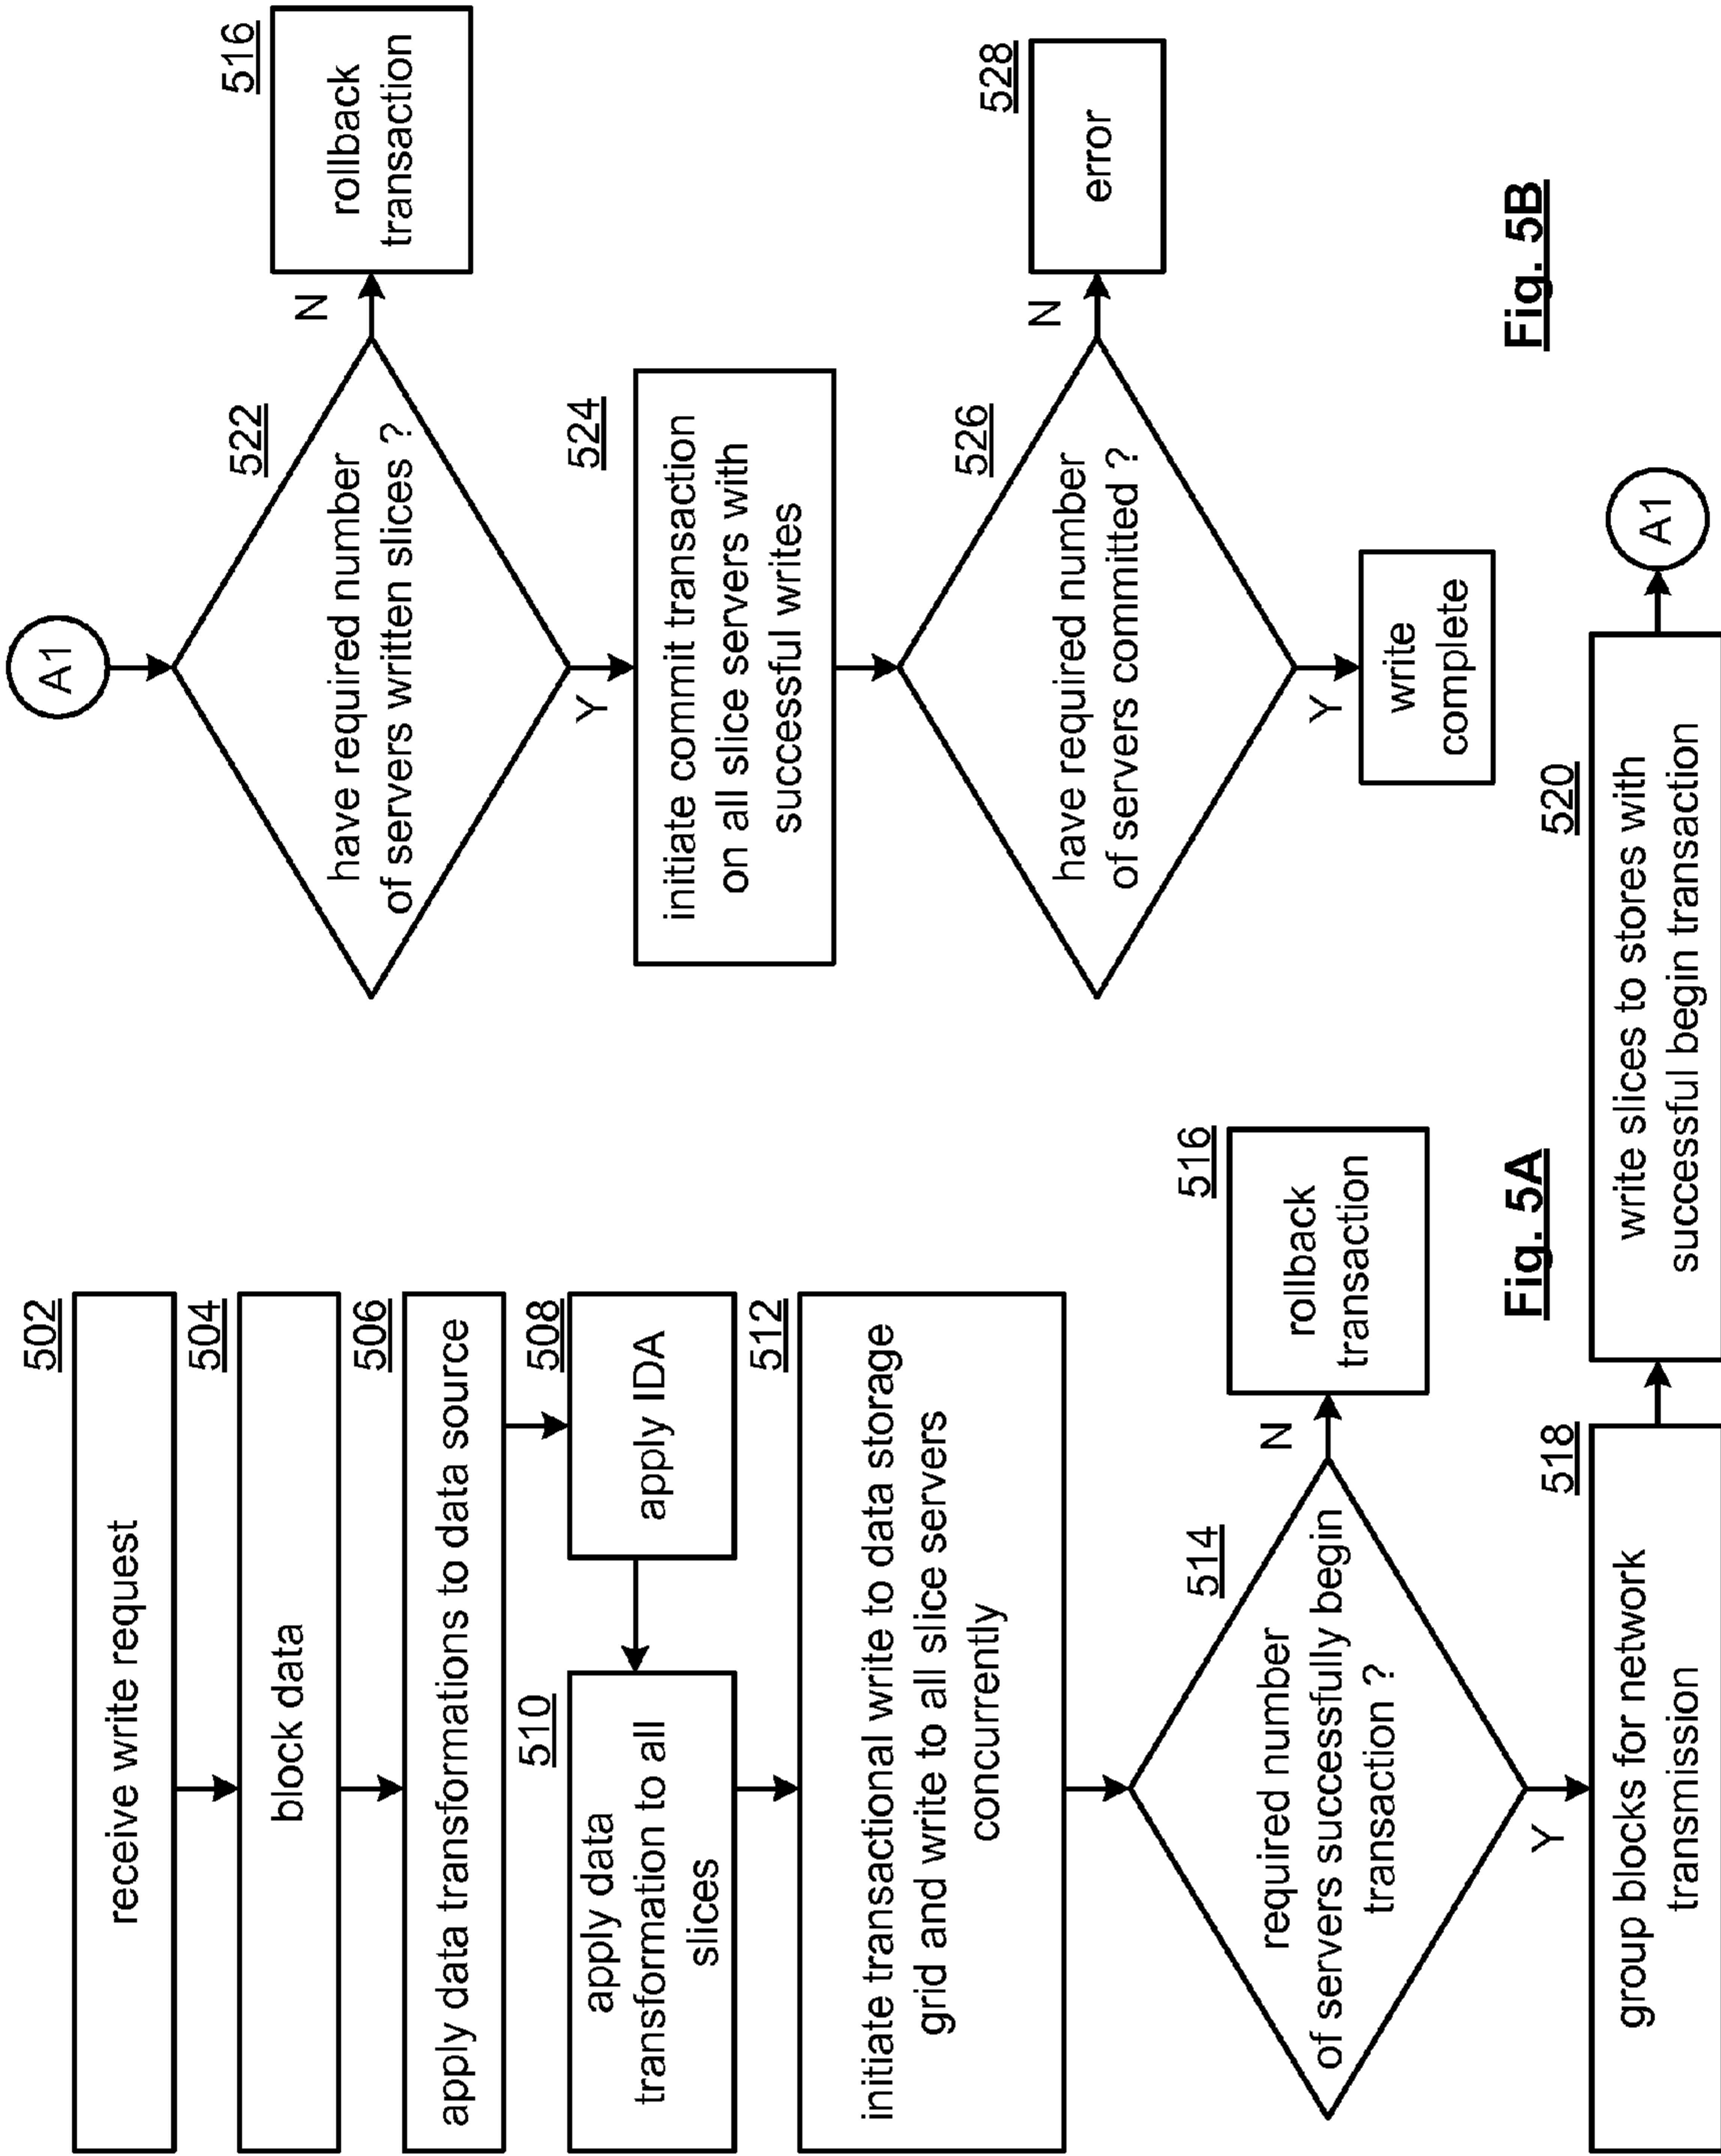 502
receive write request
504
block data
506
apply data transformations to data source
508
apply IDA
510
apply data
transformation to all
slices
512
initiate transactional write to data storage
grid and write to all slice servers
concurrently
514
required number
of servers successfully begin
transaction ?
N
516
rollback
transaction
Y
518
group blocks for network
transmission
520
write slices to stores with
successful begin transaction
A1
Fig. 5A
A1
522
have required number
of servers written slices ?
N
516
rollback
transaction
Y
524
initiate commit transaction
on all slice servers with
successful writes
526
have required number
of servers committed ?
N
528
error
Y
write
complete
Fig. 5B